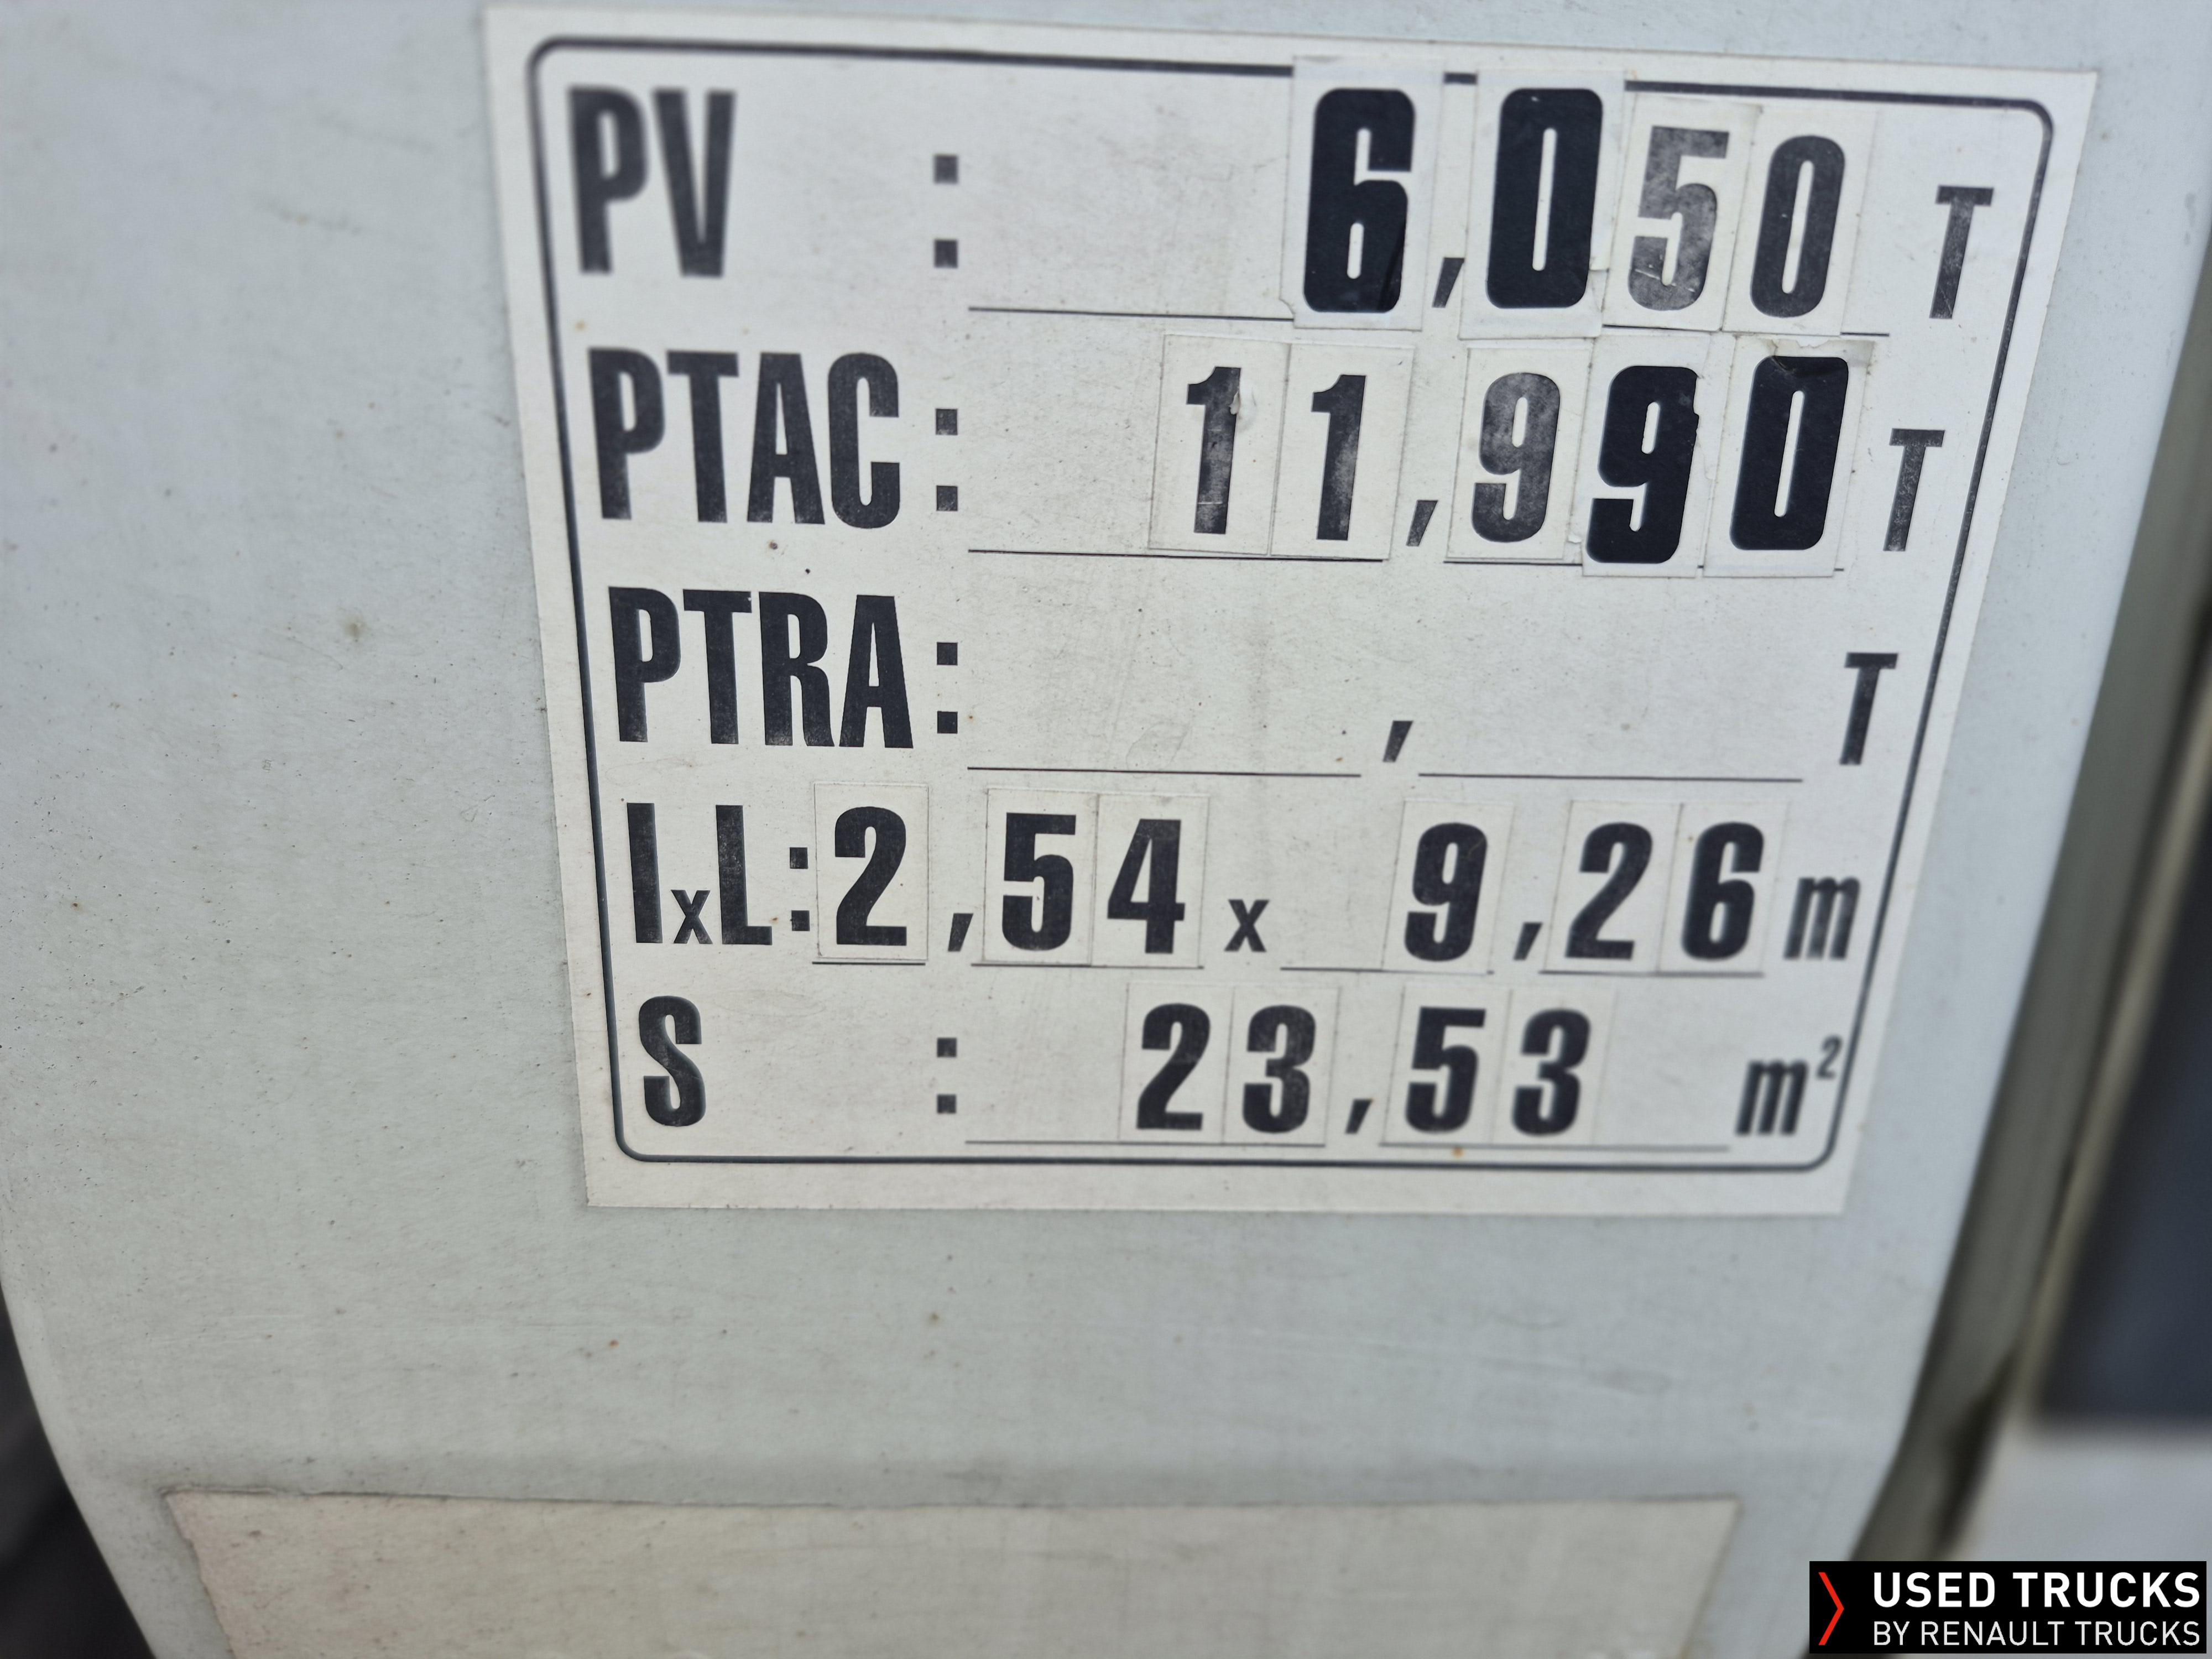 PV : 6,050 T
PTAC : 11,990 T
PTRA : , T
lxL : 2,54 x 9,26 m
S : 23,53 m²
USED TRUCKS
BY RENAULT TRUCKS